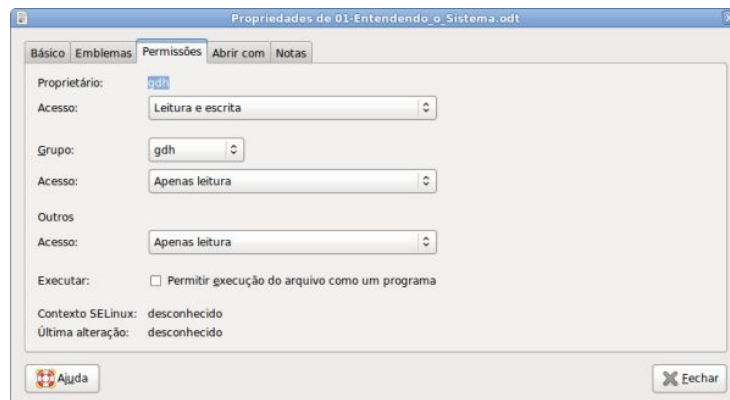 Propriedades de 01-Entendendo_o_Sistema.odt
Básico Emblemas Permissões Abrir com Notas
Proprietário: gdh
Acesso: Leitura e escrita
Grupo: gdh
Acesso: Apenas leitura
Outros
Acesso: Apenas leitura
Executar: Permitir execução do arquivo como um programa
Contexto SELinux: desconhecido
Última alteração: desconhecido
Ajuda Fechar